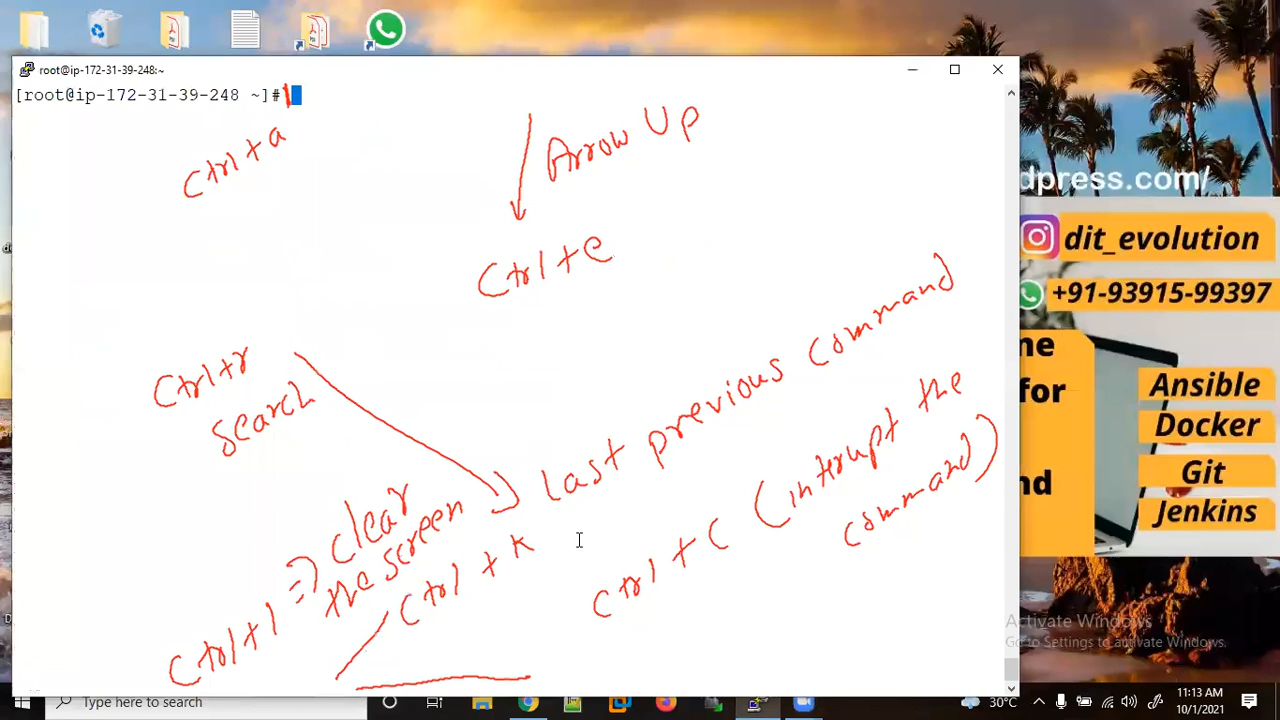 root@ip-172-31-39-248:~
[root@ip-172-31-39-248 ~]#
Ctrl+a
Arrow Up
Ctrl+e
Ctrl+r
search
last previous command
Ctrl+l => clear
the screen
Ctrl+K
Ctrl+C (intrupt the
command)
dpress.com/
dit_evolution
+91-93915-99397
ne
for
nd
Ansible
Docker
Git
Jenkins
Activate Windows
Go to Settings to activate Windows.
Type here to search
30°C
11:13 AM
10/1/2021